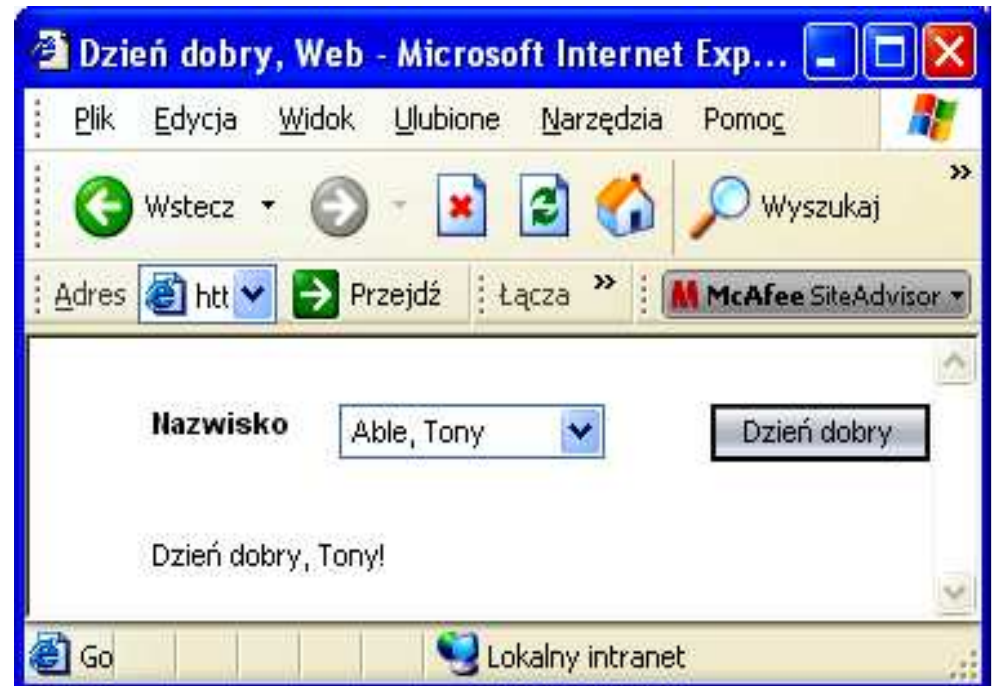 Dzień dobry, Web - Microsoft Internet Exp...
Plik Edycja Widok Ulubione Narzędzia Pomoc
Wstecz Wyszukaj »
Adres htt Przejdź Łącza » McAfee SiteAdvisor
Nazwisko Able, Tony Dzień dobry
Dzień dobry, Tony!
Go Lokalny intranet